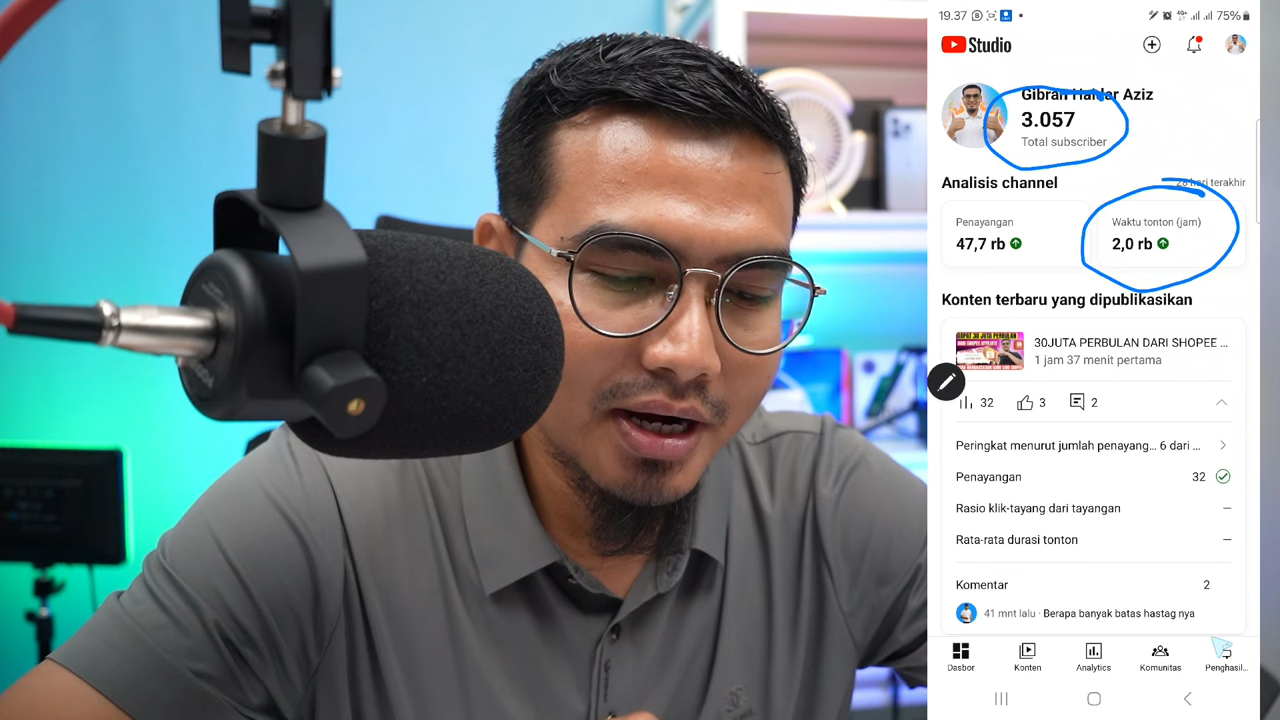 19.37
75%
Studio
Gibran Haidar Aziz
3.057
Total subscriber
Analisis channel
28 hari terakhir
Penayangan
47,7 rb
Waktu tonton (jam)
2,0 rb
Konten terbaru yang dipublikasikan
30JUTA PERBULAN DARI SHOPEE ...
1 jam 37 menit pertama
32
3
2
Peringkat menurut jumlah penayang... 6 dari ...
Penayangan
32
Rasio klik-tayang dari tayangan
–
Rata-rata durasi tonton
–
Komentar
2
41 mnt lalu · Berapa banyak batas hastag nya
Dasbor
Konten
Analytics
Komunitas
Penghasil...